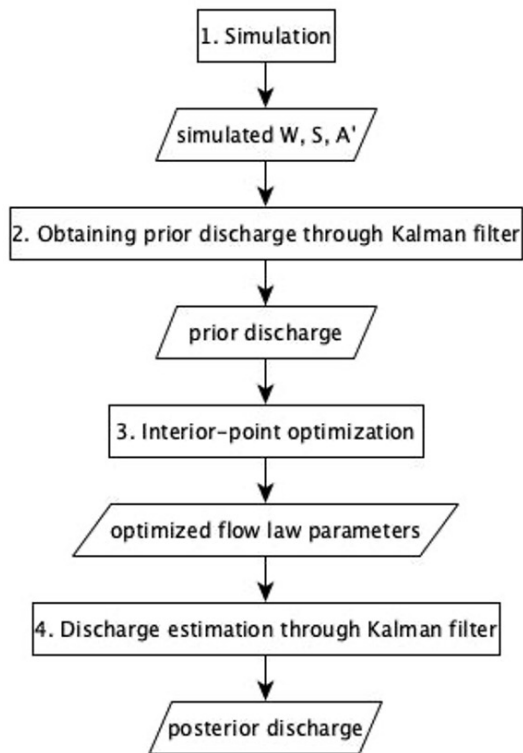 1. Simulation
simulated W, S, A'
2. Obtaining prior discharge through Kalman filter
prior discharge
3. Interior-point optimization
optimized flow law parameters
4. Discharge estimation through Kalman filter
posterior discharge